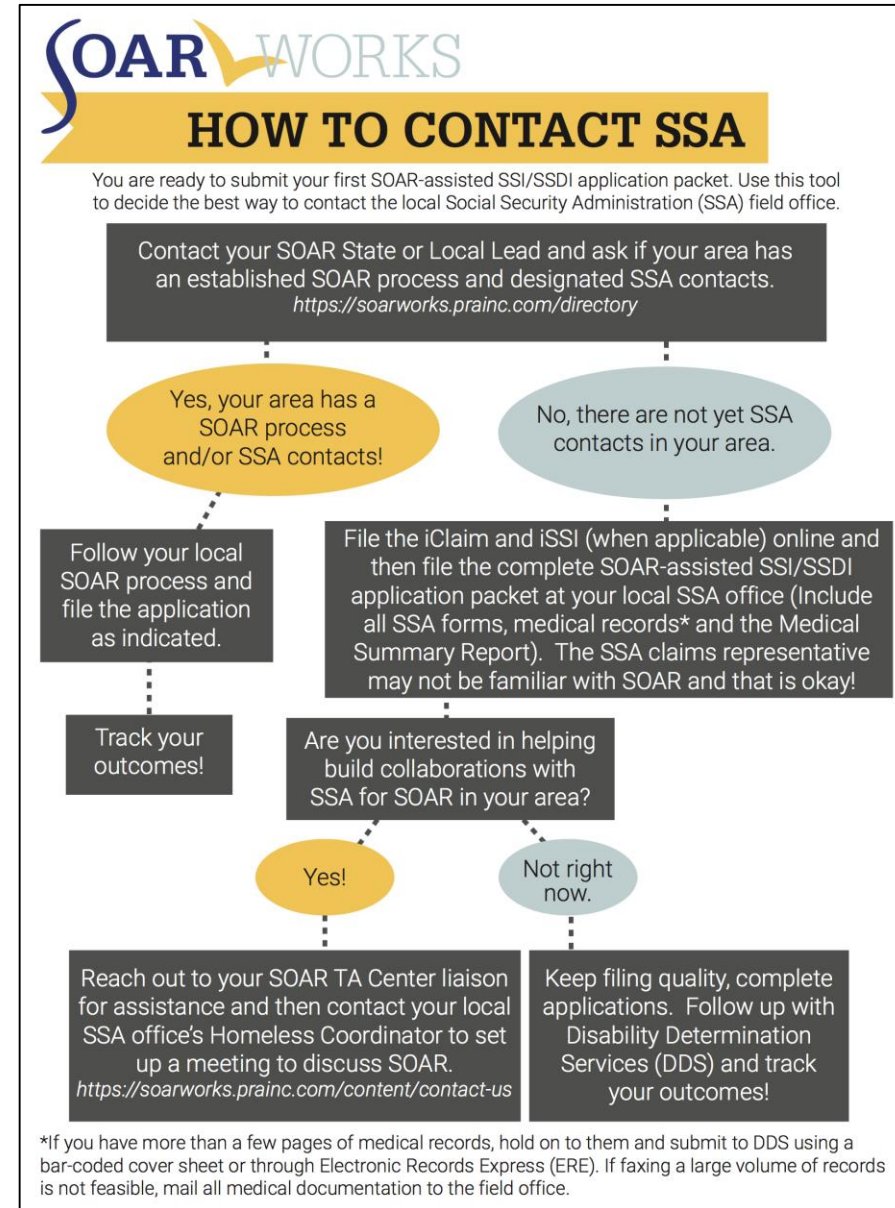 SOAR WORKS
HOW TO CONTACT SSA
You are ready to submit your first SOAR-assisted SSI/SSDI application packet. Use this tool
to decide the best way to contact the local Social Security Administration (SSA) field office.
Contact your SOAR State or Local Lead and ask if your area has
an established SOAR process and designated SSA contacts.
https://soarworks.prainc.com/directory
Yes, your area has a
SOAR process
and/or SSA contacts!
No, there are not yet SSA
contacts in your area.
Follow your local
SOAR process and
file the application
as indicated.
Track your
outcomes!
File the iClaim and iSSI (when applicable) online and
then file the complete SOAR-assisted SSI/SSDI
application packet at your local SSA office (Include
all SSA forms, medical records* and the Medical
Summary Report).  The SSA claims representative
may not be familiar with SOAR and that is okay!
Are you interested in helping
build collaborations with
SSA for SOAR in your area?
Yes!
Not right
now.
Reach out to your SOAR TA Center liaison
for assistance and then contact your local
SSA office’s Homeless Coordinator to set
up a meeting to discuss SOAR.
https://soarworks.prainc.com/content/contact-us
Keep filing quality, complete
applications.  Follow up with
Disability Determination
Services (DDS) and track
your outcomes!
*If you have more than a few pages of medical records, hold on to them and submit to DDS using a
bar-coded cover sheet or through Electronic Records Express (ERE). If faxing a large volume of records
is not feasible, mail all medical documentation to the field office.